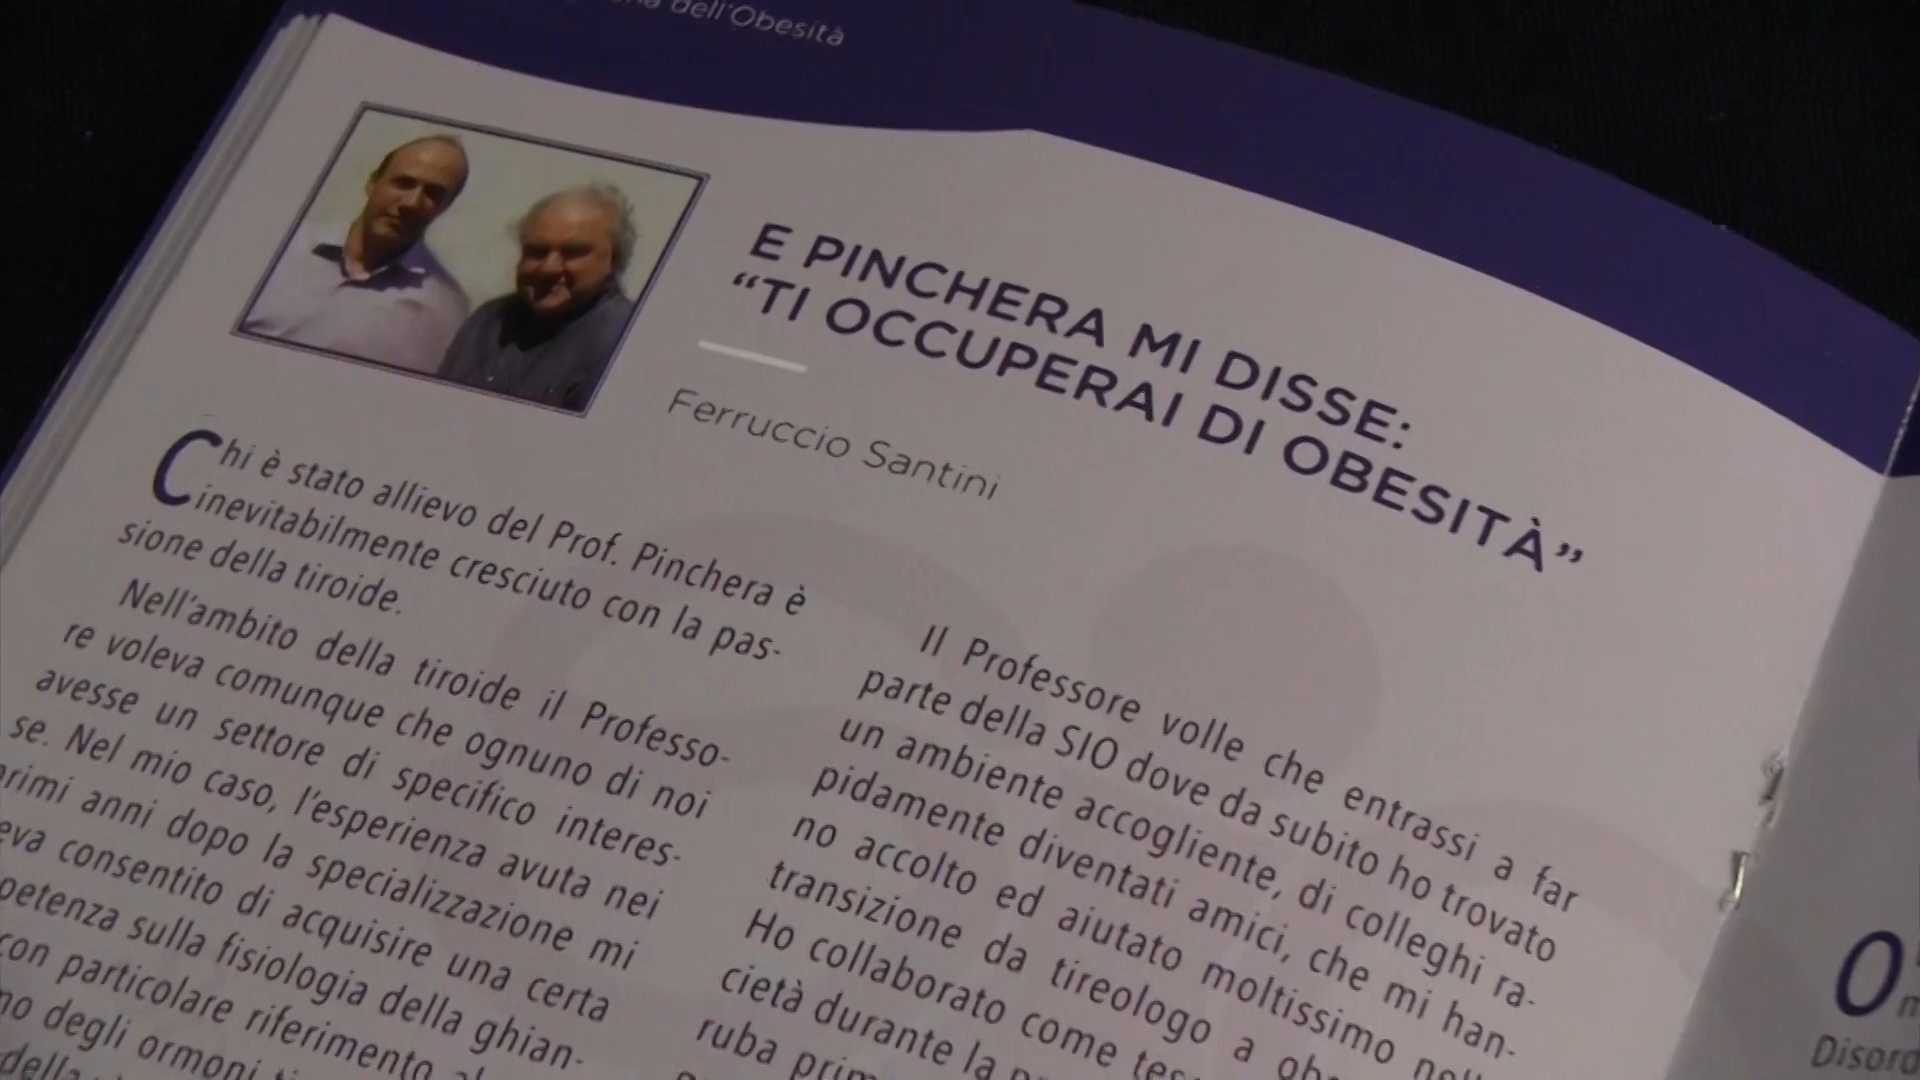 dell'Obesità
E PINCHERA MI DISSE:
“TI OCCUPERAI DI OBESITÀ”
Ferruccio Santini
Chi è stato allievo del Prof. Pinchera è
inevitabilmente cresciuto con la pas-
sione della tiroide.
Nell'ambito della tiroide il Professo-
re voleva comunque che ognuno di noi
avesse un settore di specifico interes-
se. Nel mio caso, l'esperienza avuta nei
primi anni dopo la specializzazione mi
consentito di acquisire una certa
sulla fisiologia della ghian-
con particolare riferimento
degli ormoni
Il Professore volle che entrassi a far
parte della SIO dove da subito ho trovato
un ambiente accogliente, di colleghi ra-
pidamente diventati amici, che mi han-
no accolto ed aiutato moltissimo
transizione da tireologo a
Ho collaborato come
cietà durante la
ruba